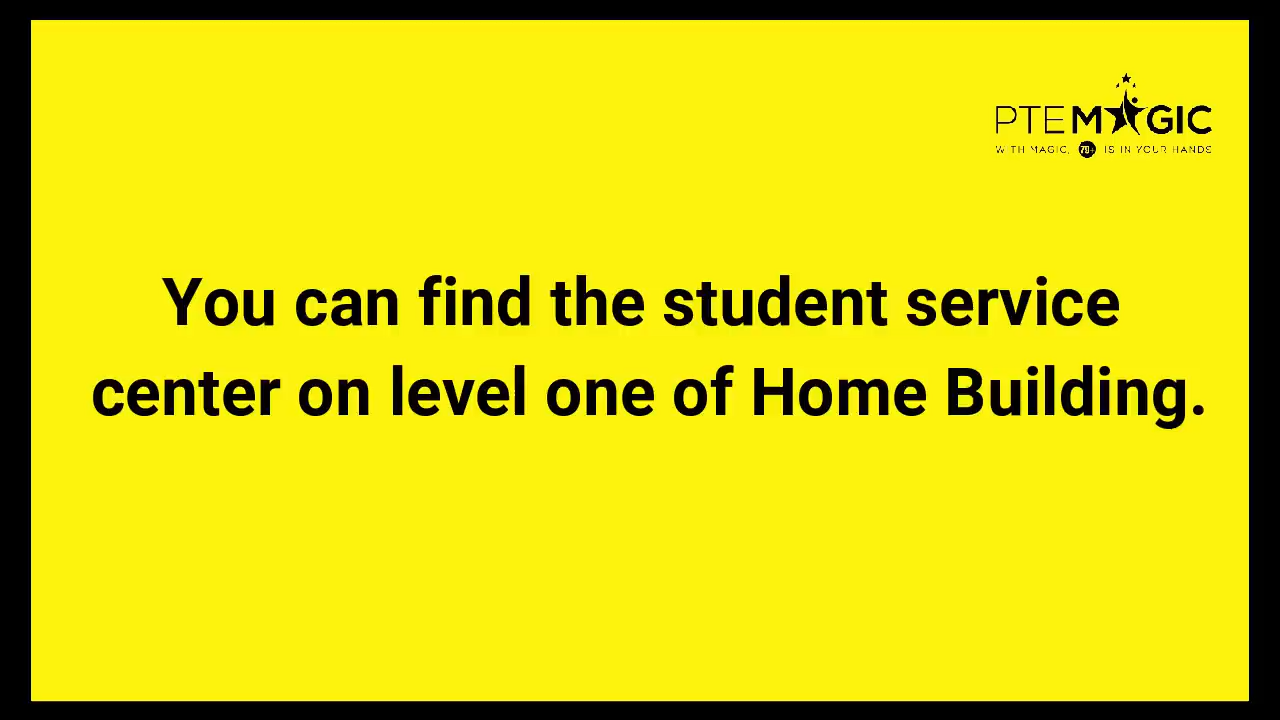 PTEMAGIC
WITH MAGIC, 79+ IS IN YOUR HANDS
You can find the student service
center on level one of Home Building.